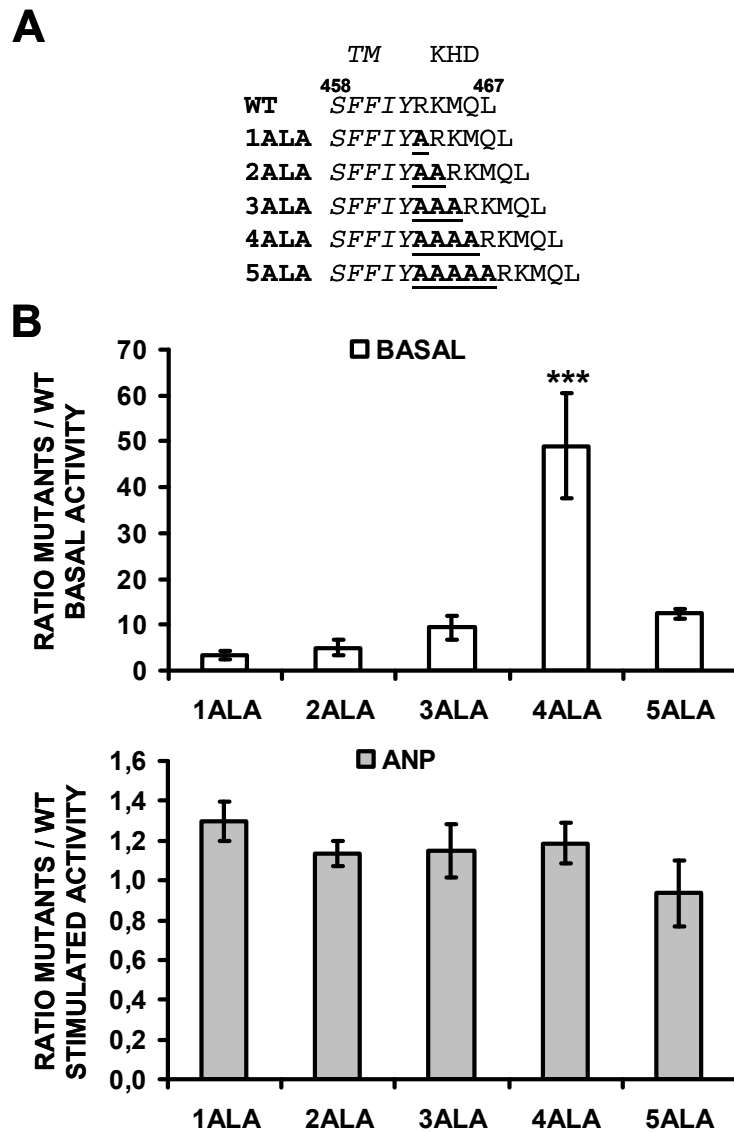 A
TM KHD
458 467
WT SFFIYRKMQL
1ALA SFFIYARKMQL
2ALA SFFIYAARKMQL
3ALA SFFIYAAARKMQL
4ALA SFFIYAAAARKMQL
5ALA SFFIYAAAAARKMQL
B
RATIO MUTANTS / WT
BASAL ACTIVITY
BASAL
70
60
50
40
30
20
10
0
***
1ALA 2ALA 3ALA 4ALA 5ALA
RATIO MUTANTS / WT
STIMULATED ACTIVITY
ANP
1,6
1,4
1,2
1,0
0,8
0,6
0,4
0,2
0,0
1ALA 2ALA 3ALA 4ALA 5ALA